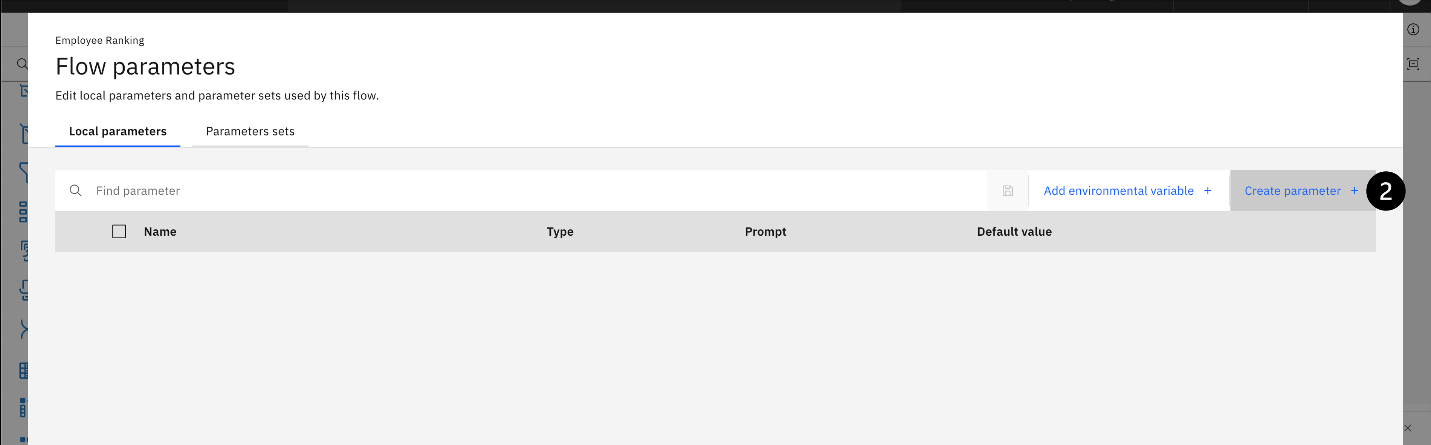 Employee Ranking
Flow parameters
Edit local parameters and parameter sets used by this flow.
Local parameters Parameters sets
Find parameter Add environmental variable + Create parameter + 2
Name Type Prompt Default value